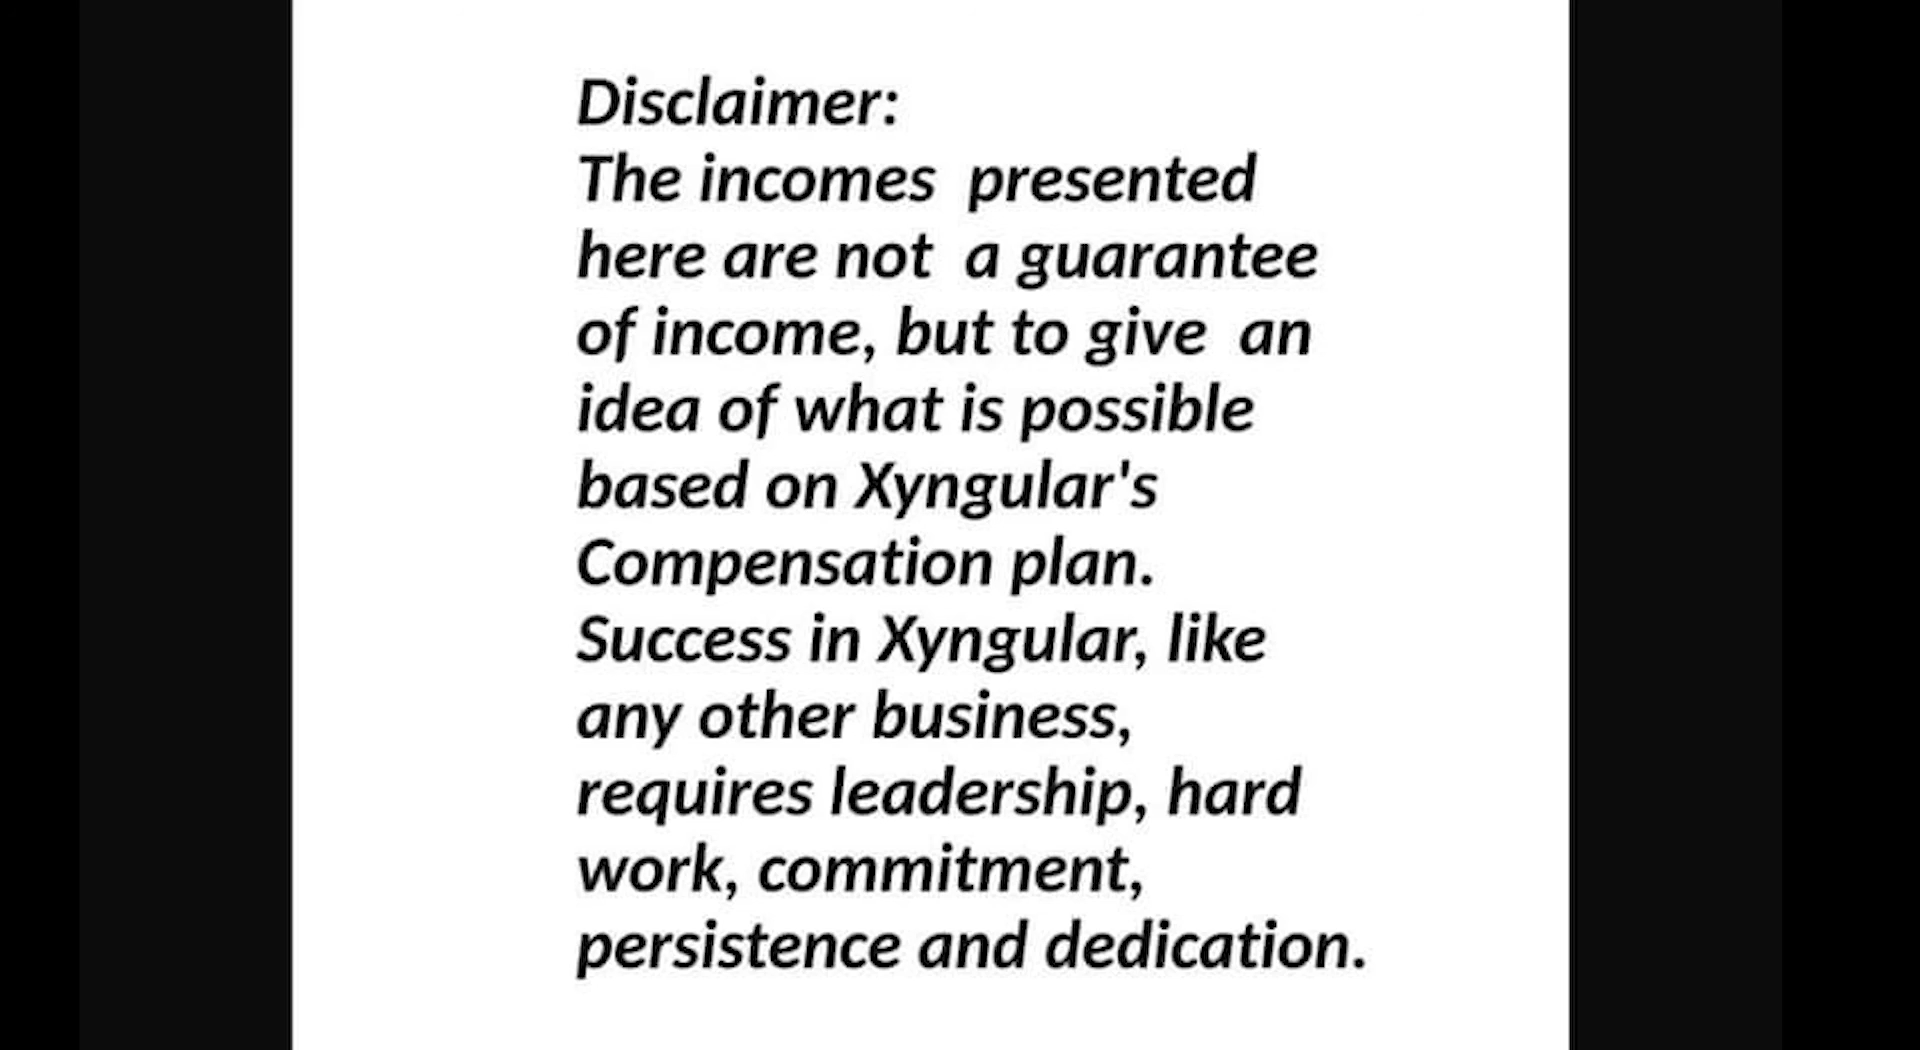 Disclaimer:
The incomes  presented
here are not  a guarantee
of income, but to give  an
idea of what is possible
based on Xyngular's
Compensation plan.
Success in Xyngular, like
any other business,
requires leadership, hard
work, commitment,
persistence and dedication.